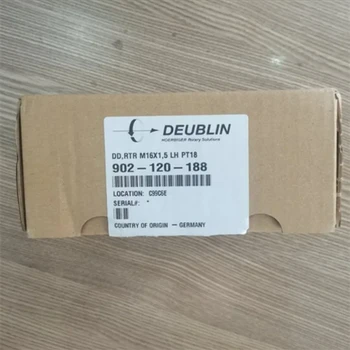 DEUBLIN
HOERBIGER Rotary Solutions
DD,RTR M16X1,5 LH PT18
902-120-188
LOCATION: C99C6E
SERIAL#: *
COUNTRY OF ORIGIN - GERMANY